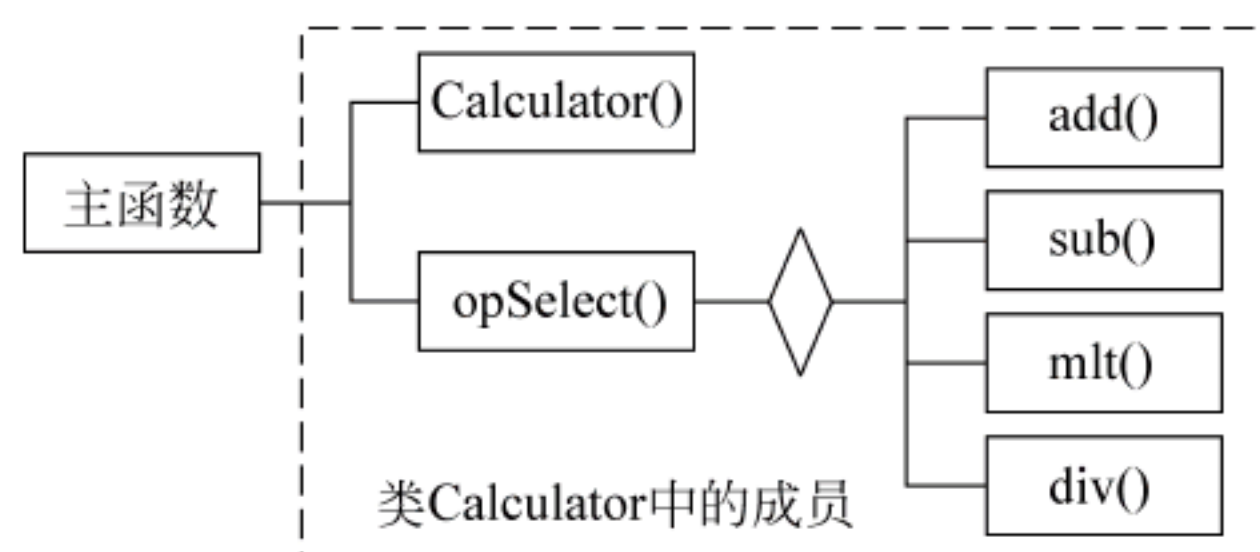 主函数
Calculator()
opSelect()
add()
sub()
mlt()
div()
类Calculator中的成员